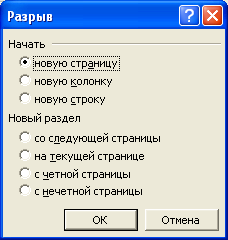 Разрыв
Начать
новую страницу
новую колонку
новую строку
Новый раздел
со следующей страницы
на текущей странице
с четной страницы
с нечетной страницы
ОК Отмена